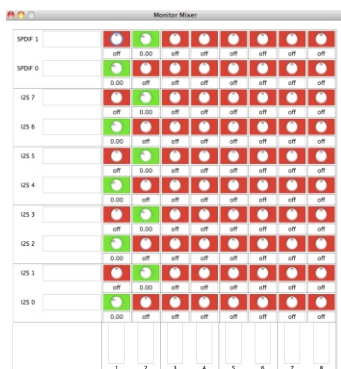 Monitor Mixer
SPDIF 1
off 0.00 off off off off off off
SPDIF 0
0.00 off off off off off off off
I2S 7
off 0.00 off off off off off off
I2S 6
0.00 off off off off off off off
I2S 5
off 0.00 off off off off off off
I2S 4
0.00 off off off off off off off
I2S 3
off 0.00 off off off off off off
I2S 2
0.00 off off off off off off off
I2S 1
off 0.00 off off off off off off
I2S 0
0.00 off off off off off off off
1 2 3 4 5 6 7 8